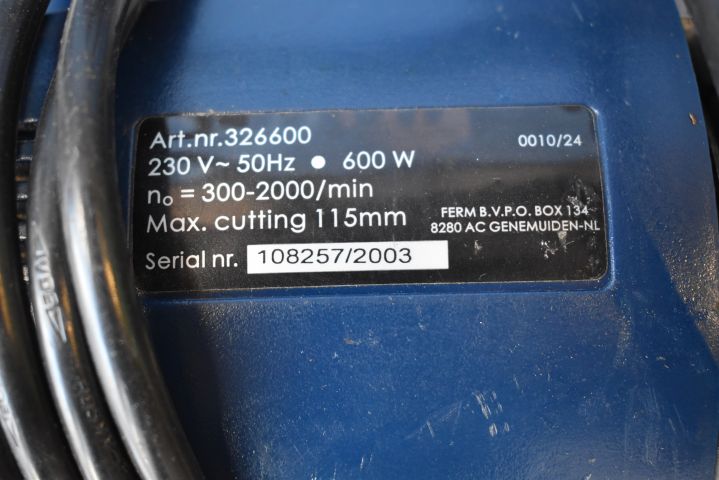 Art.nr.326600
0010/24
230 V~ 50Hz ● 600 W
no = 300-2000/min
Max. cutting 115mm
FERM B.V.P.O. BOX 134
8280 AC GENEMUIDEN-NL
Serial nr. 108257/2003